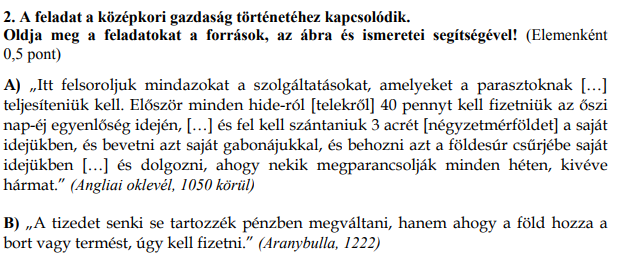 2. A feladat a középkori gazdaság történetéhez kapcsolódik.
Oldja meg a feladatokat a források, az ábra és ismeretei segítségével! (Elemenként
0,5 pont)
A) „Itt felsoroljuk mindazokat a szolgáltatásokat, amelyeket a parasztoknak […]
teljesíteniük kell. Először minden hide-ról [telekről] 40 pennyt kell fizetniük az őszi
nap-éj egyenlőség idején, […] és fel kell szántaniuk 3 acrét [négyzetmérföldet] a saját
idejükben, és bevetni azt saját gabonájukkal, és behozni azt a földesúr csűrjébe saját
idejükben […] és dolgozni, ahogy nekik megparancsolják minden héten, kivéve
hármat.” (Angliai oklevél, 1050 körül)
B) „A tizedet senki se tartozzék pénzben megváltani, hanem ahogy a föld hozza a
bort vagy termést, úgy kell fizetni.” (Aranybulla, 1222)